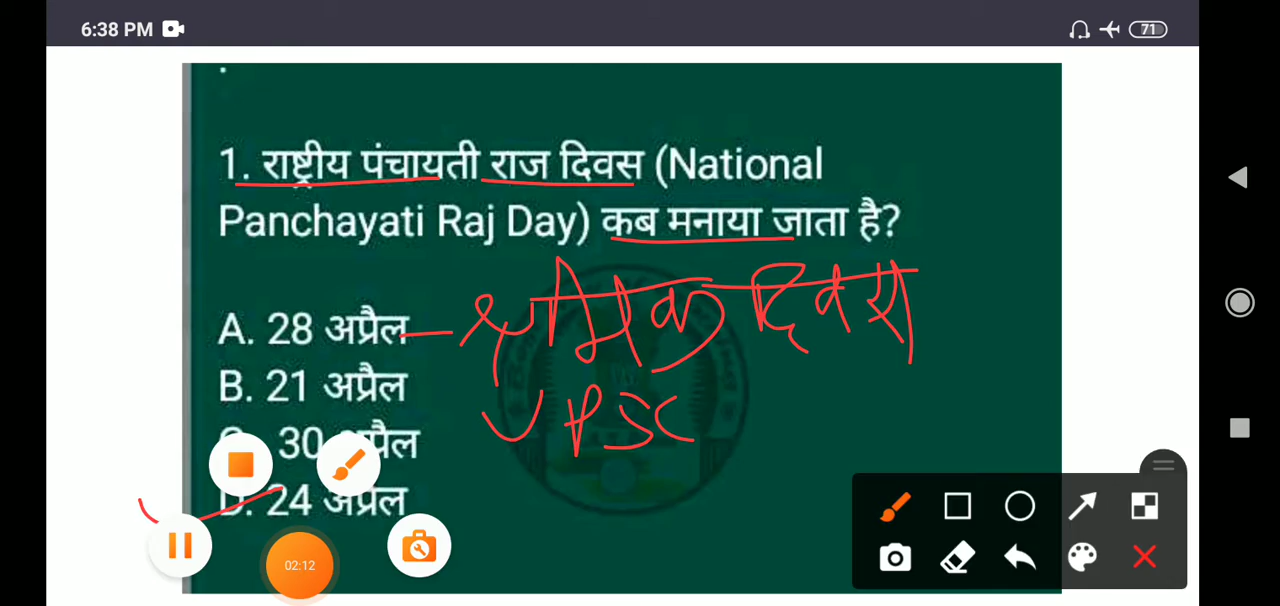 6:38 PM 71
1. राष्ट्रीय पंचायती राज दिवस (National
Panchayati Raj Day) कब मनाया जाता है?
A. 28 अप्रैल श्रमिक दिवस
B. 21 अप्रैल UPSC
30 अप्रैल
D. 24 अप्रैल
02:12